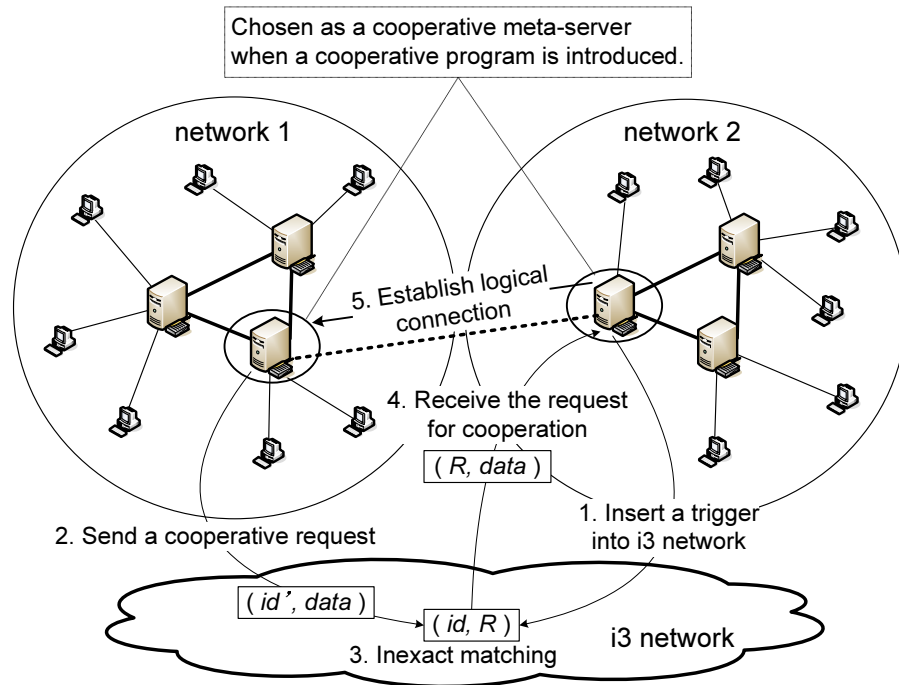 Chosen as a cooperative meta-server
when a cooperative program is introduced.
network 1
network 2
5. Establish logical
connection
4. Receive the request
for cooperation
( R, data )
1. Insert a trigger
into i3 network
2. Send a cooperative request
( id’, data )
( id, R )
3. Inexact matching
i3 network